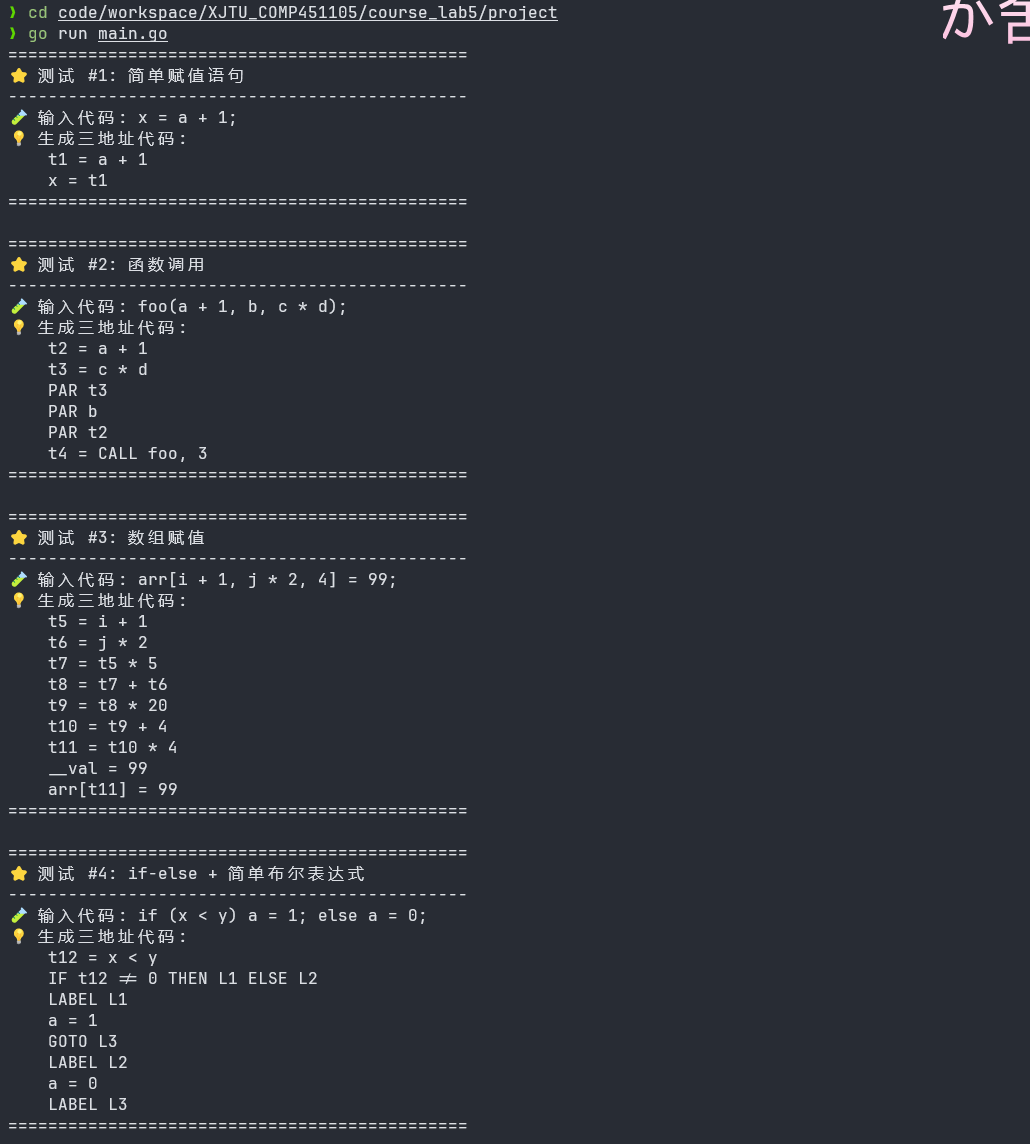 ❱ cd code/workspace/XJTU_COMP451105/course_lab5/project
❱ go run main.go
==============================================
⭐ 测试 #1: 简单赋值语句
----------------------------------------------
🧪 输入代码: x = a + 1;
💡 生成三地址代码:
    t1 = a + 1
    x = t1
==============================================

==============================================
⭐ 测试 #2: 函数调用
----------------------------------------------
🧪 输入代码: foo(a + 1, b, c * d);
💡 生成三地址代码:
    t2 = a + 1
    t3 = c * d
    PAR t3
    PAR b
    PAR t2
    t4 = CALL foo, 3
==============================================

==============================================
⭐ 测试 #3: 数组赋值
----------------------------------------------
🧪 输入代码: arr[i + 1, j * 2, 4] = 99;
💡 生成三地址代码:
    t5 = i + 1
    t6 = j * 2
    t7 = t5 * 5
    t8 = t7 + t6
    t9 = t8 * 20
    t10 = t9 + 4
    t11 = t10 * 4
    __val = 99
    arr[t11] = 99
==============================================

==============================================
⭐ 测试 #4: if-else + 简单布尔表达式
----------------------------------------------
🧪 输入代码: if (x < y) a = 1; else a = 0;
💡 生成三地址代码:
    t12 = x < y
    IF t12 != 0 THEN L1 ELSE L2
    LABEL L1
    a = 1
    GOTO L3
    LABEL L2
    a = 0
    LABEL L3
==============================================